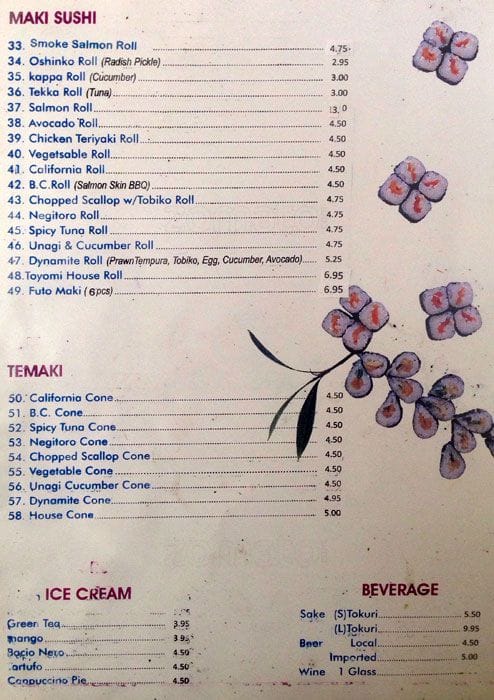 MAKI SUSHI
33. Smoke Salmon Roll 4.75
34. Oshinko Roll (Radish Pickle) 2.95
35. kappa Roll (Cucumber) 3.00
36. Tekka Roll (Tuna) 3.00
37. Salmon Roll
38. Avocado Roll 4.50
39. Chicken Teriyaki Roll 4.50
40. Vegetsable Roll 4.50
41. California Roll 4.50
42. B.C.Roll (Salmon Skin BBQ) 4.50
43. Chopped Scallop w/Tobiko Roll 4.75
44. Negitoro Roll 4.75
45. Spicy Tuna Roll 4.75
46. Unagi & Cucumber Roll 4.75
47. Dynamite Roll (PrawnTempura, Tobiko, Egg, Cucumber, Avocado) 5.25
48. Toyomi House Roll 6.95
49. Futo Maki (6pcs) 6.95
TEMAKI
50. California Cone 4.50
51. B.C. Cone 4.50
52. Spicy Tuna Cone 4.50
53. Negitoro Cone 4.50
54. Chopped Scallop Cone 4.50
55. Vegetable Cone 4.50
56. Unagi Cucumber Cone 4.50
57. Dynamite Cone 4.95
58. House Cone 5.00
ICE CREAM
Green Tea 3.95
mango 3.95
Bacio Nero 4.50
Tartufo 4.50
Cappuccino Pie 4.50
BEVERAGE
Sake (S)Tokuri 5.50
(L)Tokuri 9.95
Beer Local 4.50
Imported 5.00
Wine 1 Glass